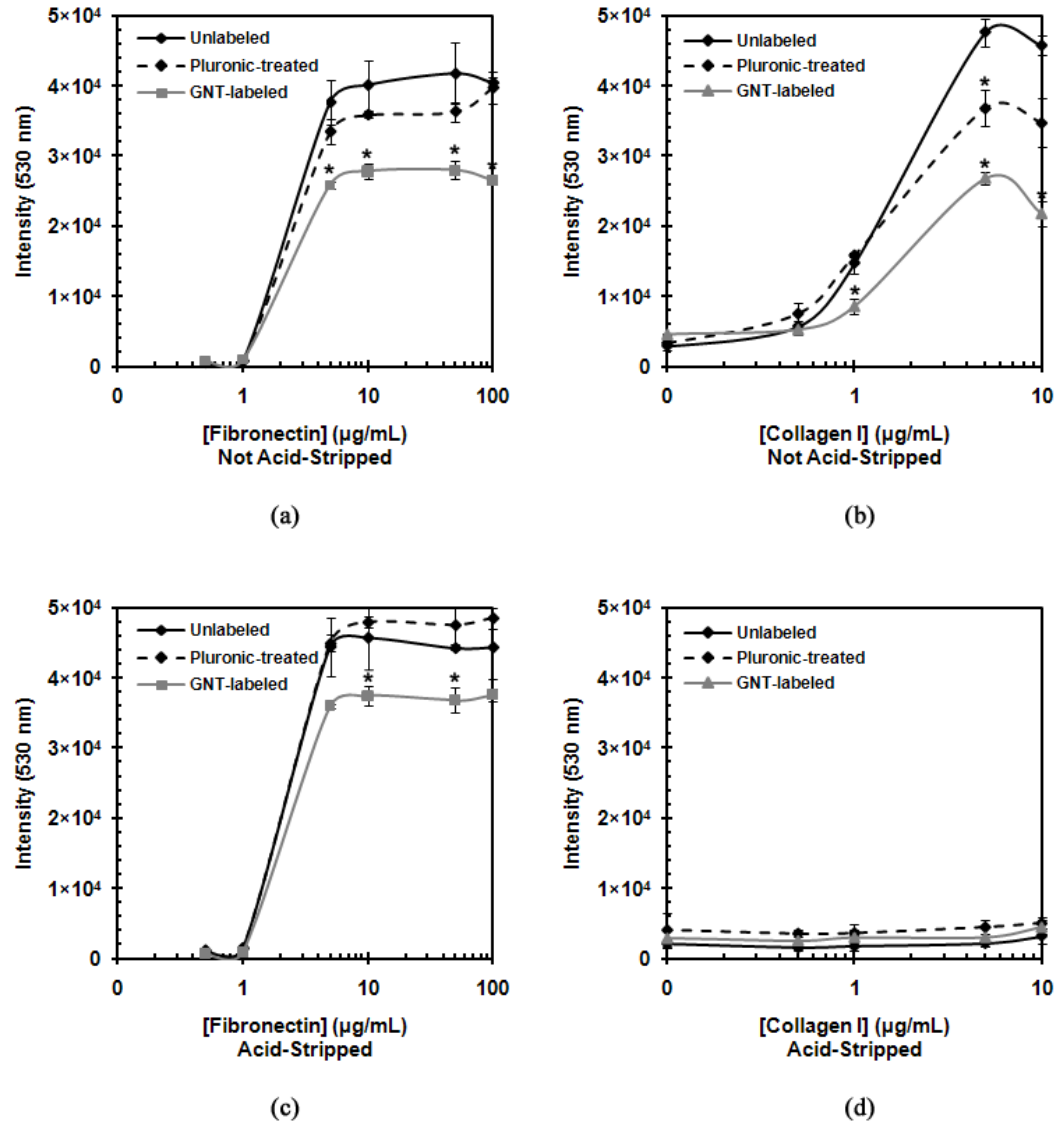 5×10⁴
4×10⁴
3×10⁴
2×10⁴
1×10⁴
0
Intensity (530 nm)
Unlabeled
Pluronic-treated
GNT-labeled
* * * *
0 1 10 100
[Fibronectin] (µg/mL)
Not Acid-Stripped
(a)
5×10⁴
4×10⁴
3×10⁴
2×10⁴
1×10⁴
0
Intensity (530 nm)
Unlabeled
Pluronic-treated
GNT-labeled
*
*
*
*
0 1 10
[Collagen I] (µg/mL)
Not Acid-Stripped
(b)
5×10⁴
4×10⁴
3×10⁴
2×10⁴
1×10⁴
0
Intensity (530 nm)
Unlabeled
Pluronic-treated
GNT-labeled
* *
0 1 10 100
[Fibronectin] (µg/mL)
Acid-Stripped
(c)
5×10⁴
4×10⁴
3×10⁴
2×10⁴
1×10⁴
0
Intensity (530 nm)
Unlabeled
Pluronic-treated
GNT-labeled
0 1 10
[Collagen I] (µg/mL)
Acid-Stripped
(d)